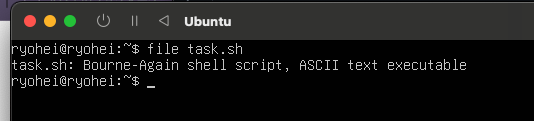 Ubuntu
ryohei@ryohei:~$ file task.sh
task.sh: Bourne-Again shell script, ASCII text executable
ryohei@ryohei:~$ _